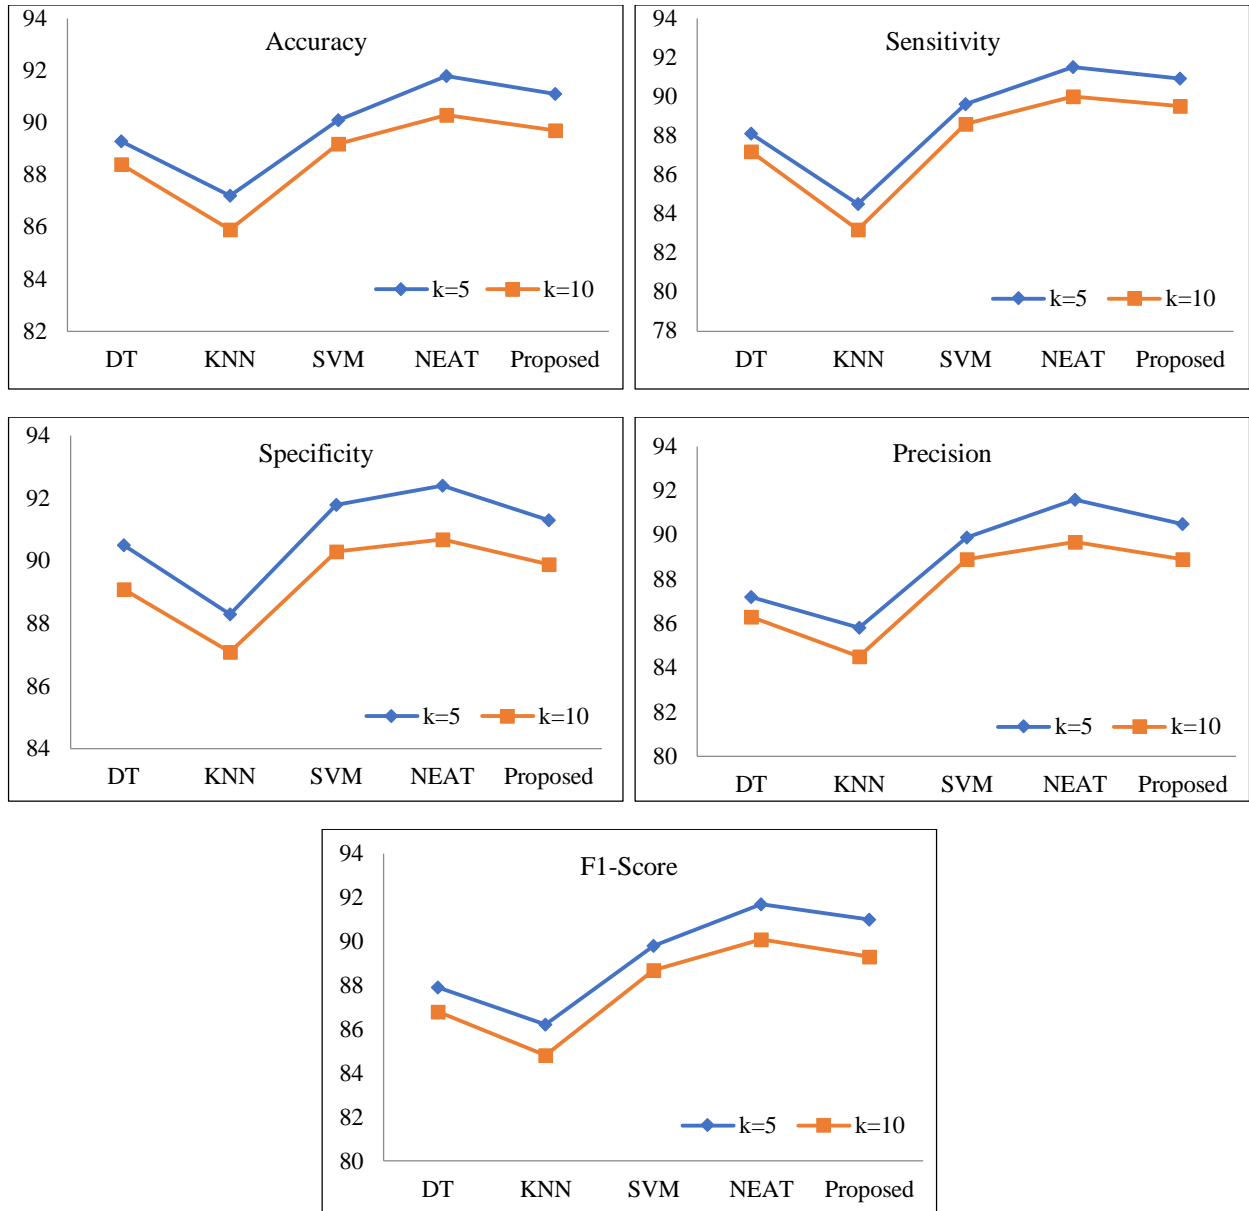 Accuracy
94
92
90
88
86
84
82
k=5 k=10
DT KNN SVM NEAT Proposed
Sensitivity
94
92
90
88
86
84
82
80
78
k=5 k=10
DT KNN SVM NEAT Proposed
Specificity
94
92
90
88
86
84
k=5 k=10
DT KNN SVM NEAT Proposed
Precision
94
92
90
88
86
84
82
80
k=5 k=10
DT KNN SVM NEAT Proposed
F1-Score
94
92
90
88
86
84
82
80
k=5 k=10
DT KNN SVM NEAT Proposed